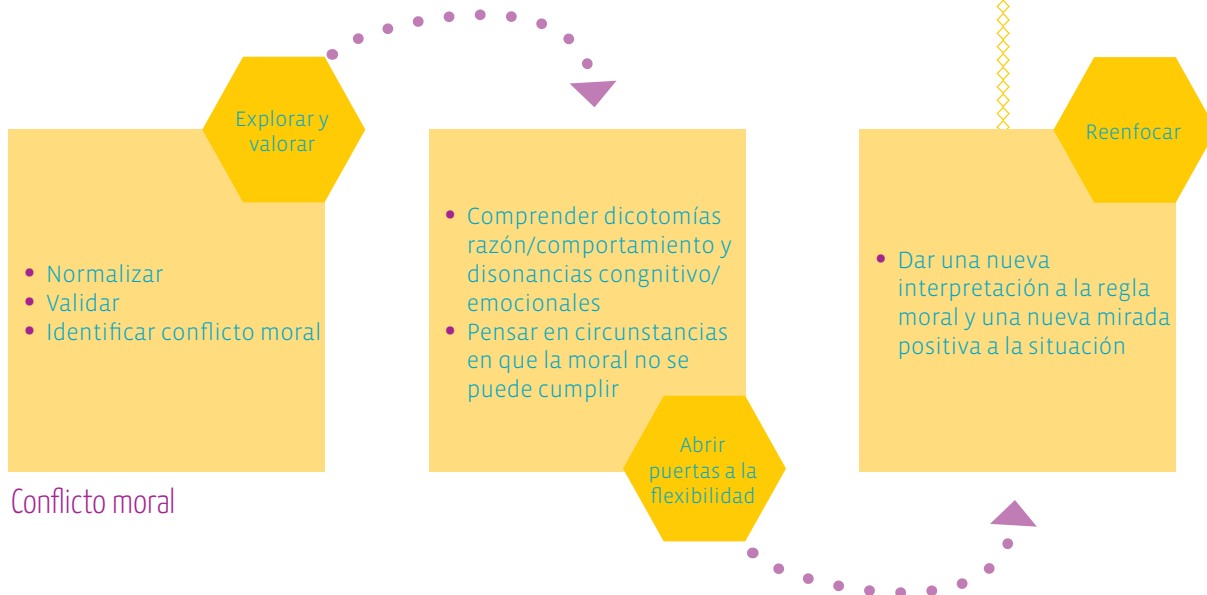 Explorar y
valorar
• Normalizar
• Validar
• Identificar conflicto moral
Conflicto moral
• Comprender dicotomías
razón/comportamiento y
disonancias congnitivo/
emocionales
• Pensar en circunstancias
en que la moral no se
puede cumplir
Abrir
puertas a la
flexibilidad
Reenfocar
• Dar una nueva
interpretación a la regla
moral y una nueva mirada
positiva a la situación